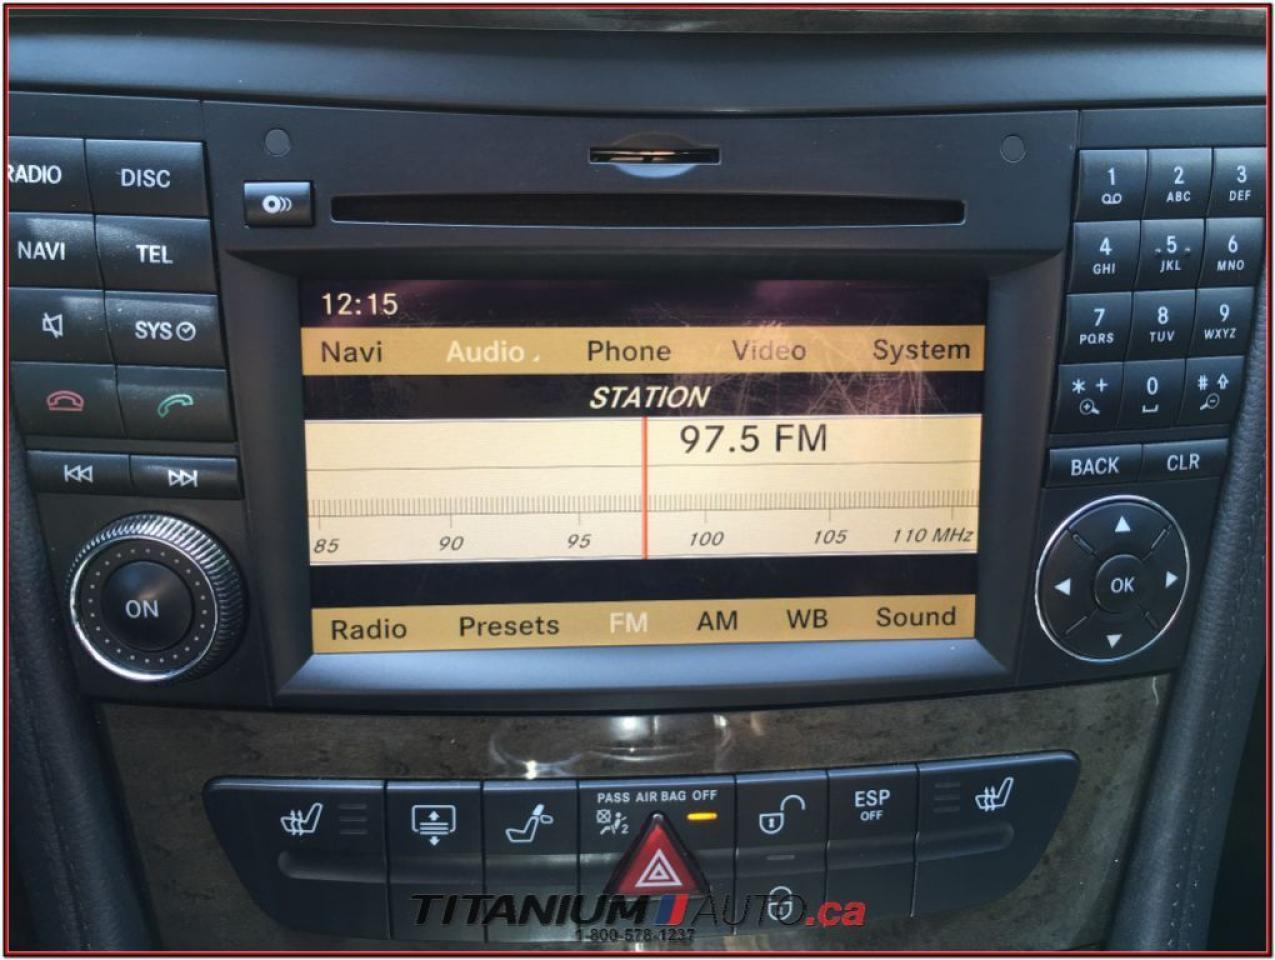 RADIO
DISC
NAVI
TEL
SYS
ON
12:15
Navi Audio Phone Video System
STATION
97.5 FM
85 90 95 100 105 110 MHz
Radio Presets FM AM WB Sound
1
2 ABC
3 DEF
4 GHI
5 JKL
6 MNO
7 PQRS
8 TUV
9 WXYZ
* +
0
#
BACK
CLR
OK
PASS AIR BAG OFF
2
ESP
OFF
TITANIUM AUTO.ca
1-800-578-1237